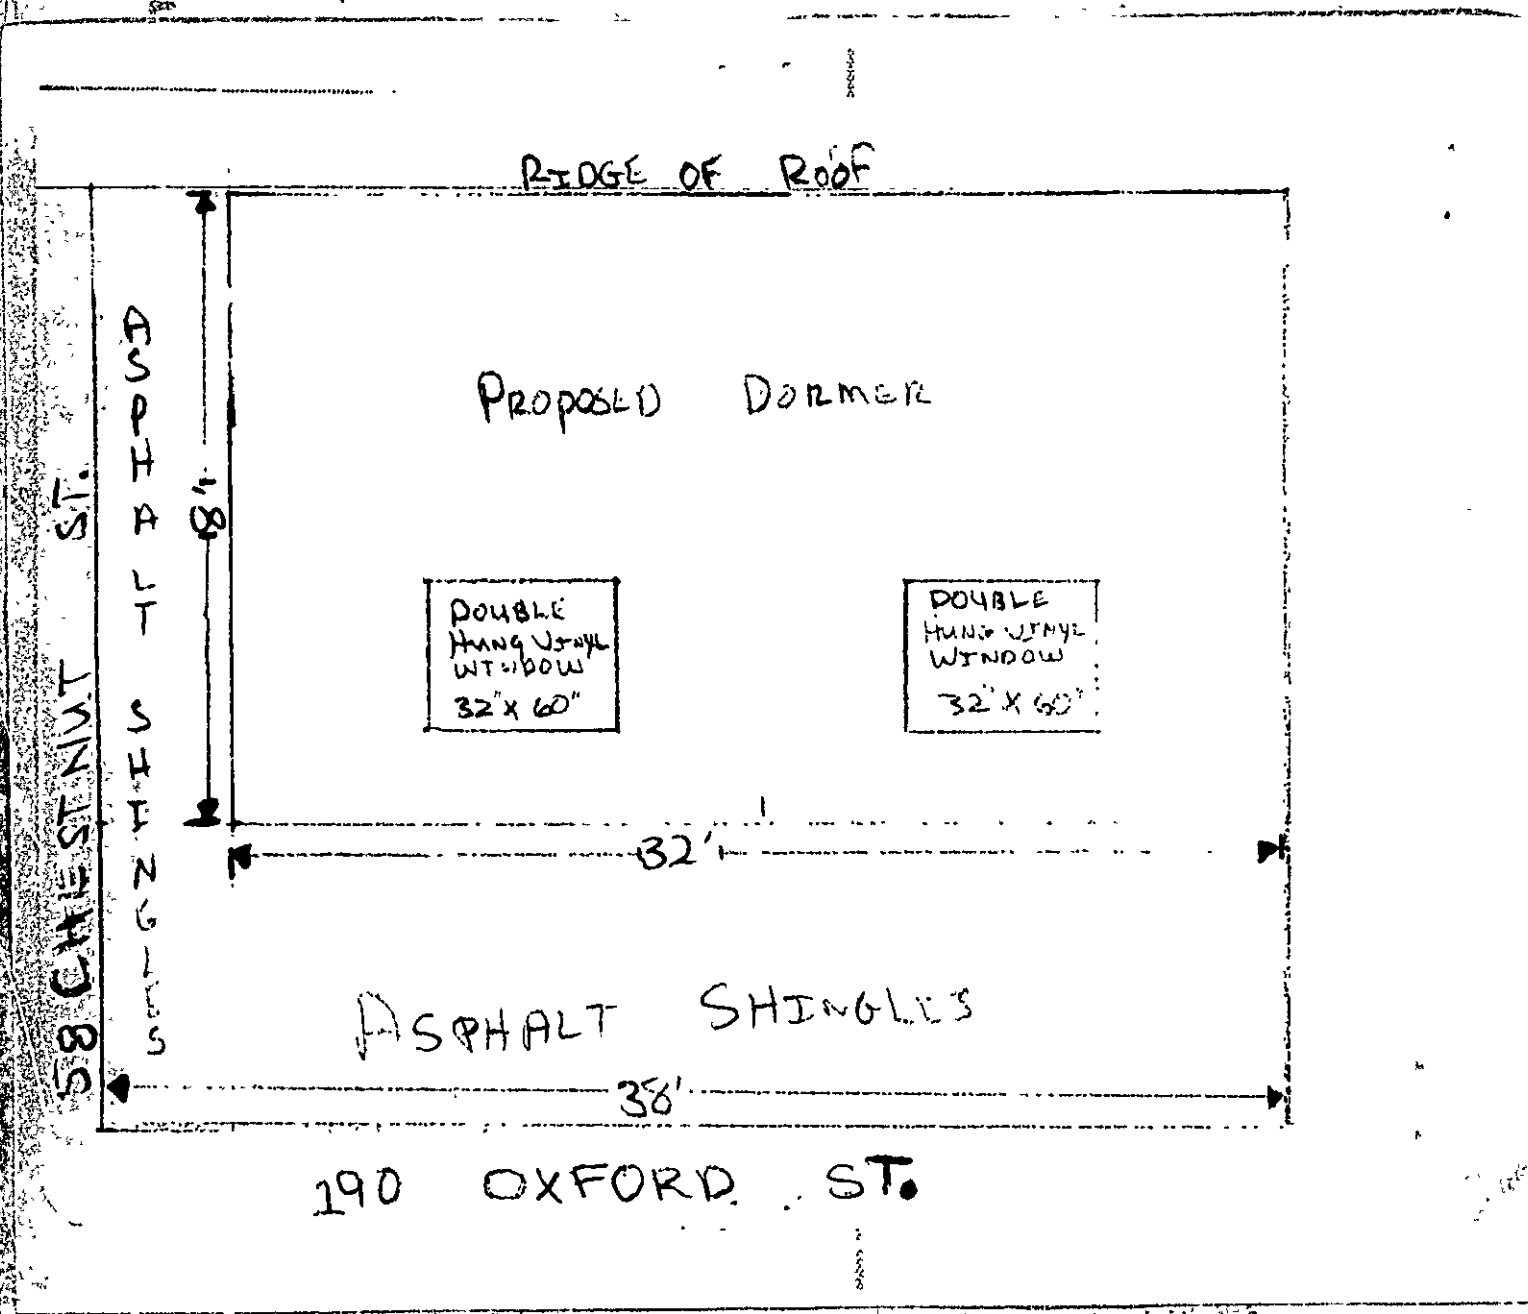 RIDGE OF ROOF
PROPOSED DORMER
ASPHALT SHINGLES
8'
58 CHESTNUT ST.
DOUBLE
HUNG VINYL
WINDOW
32" X 60"
DOUBLE
HUNG VINYL
WINDOW
32" X 60"
32'
ASPHALT SHINGLES
38'
190 OXFORD ST.